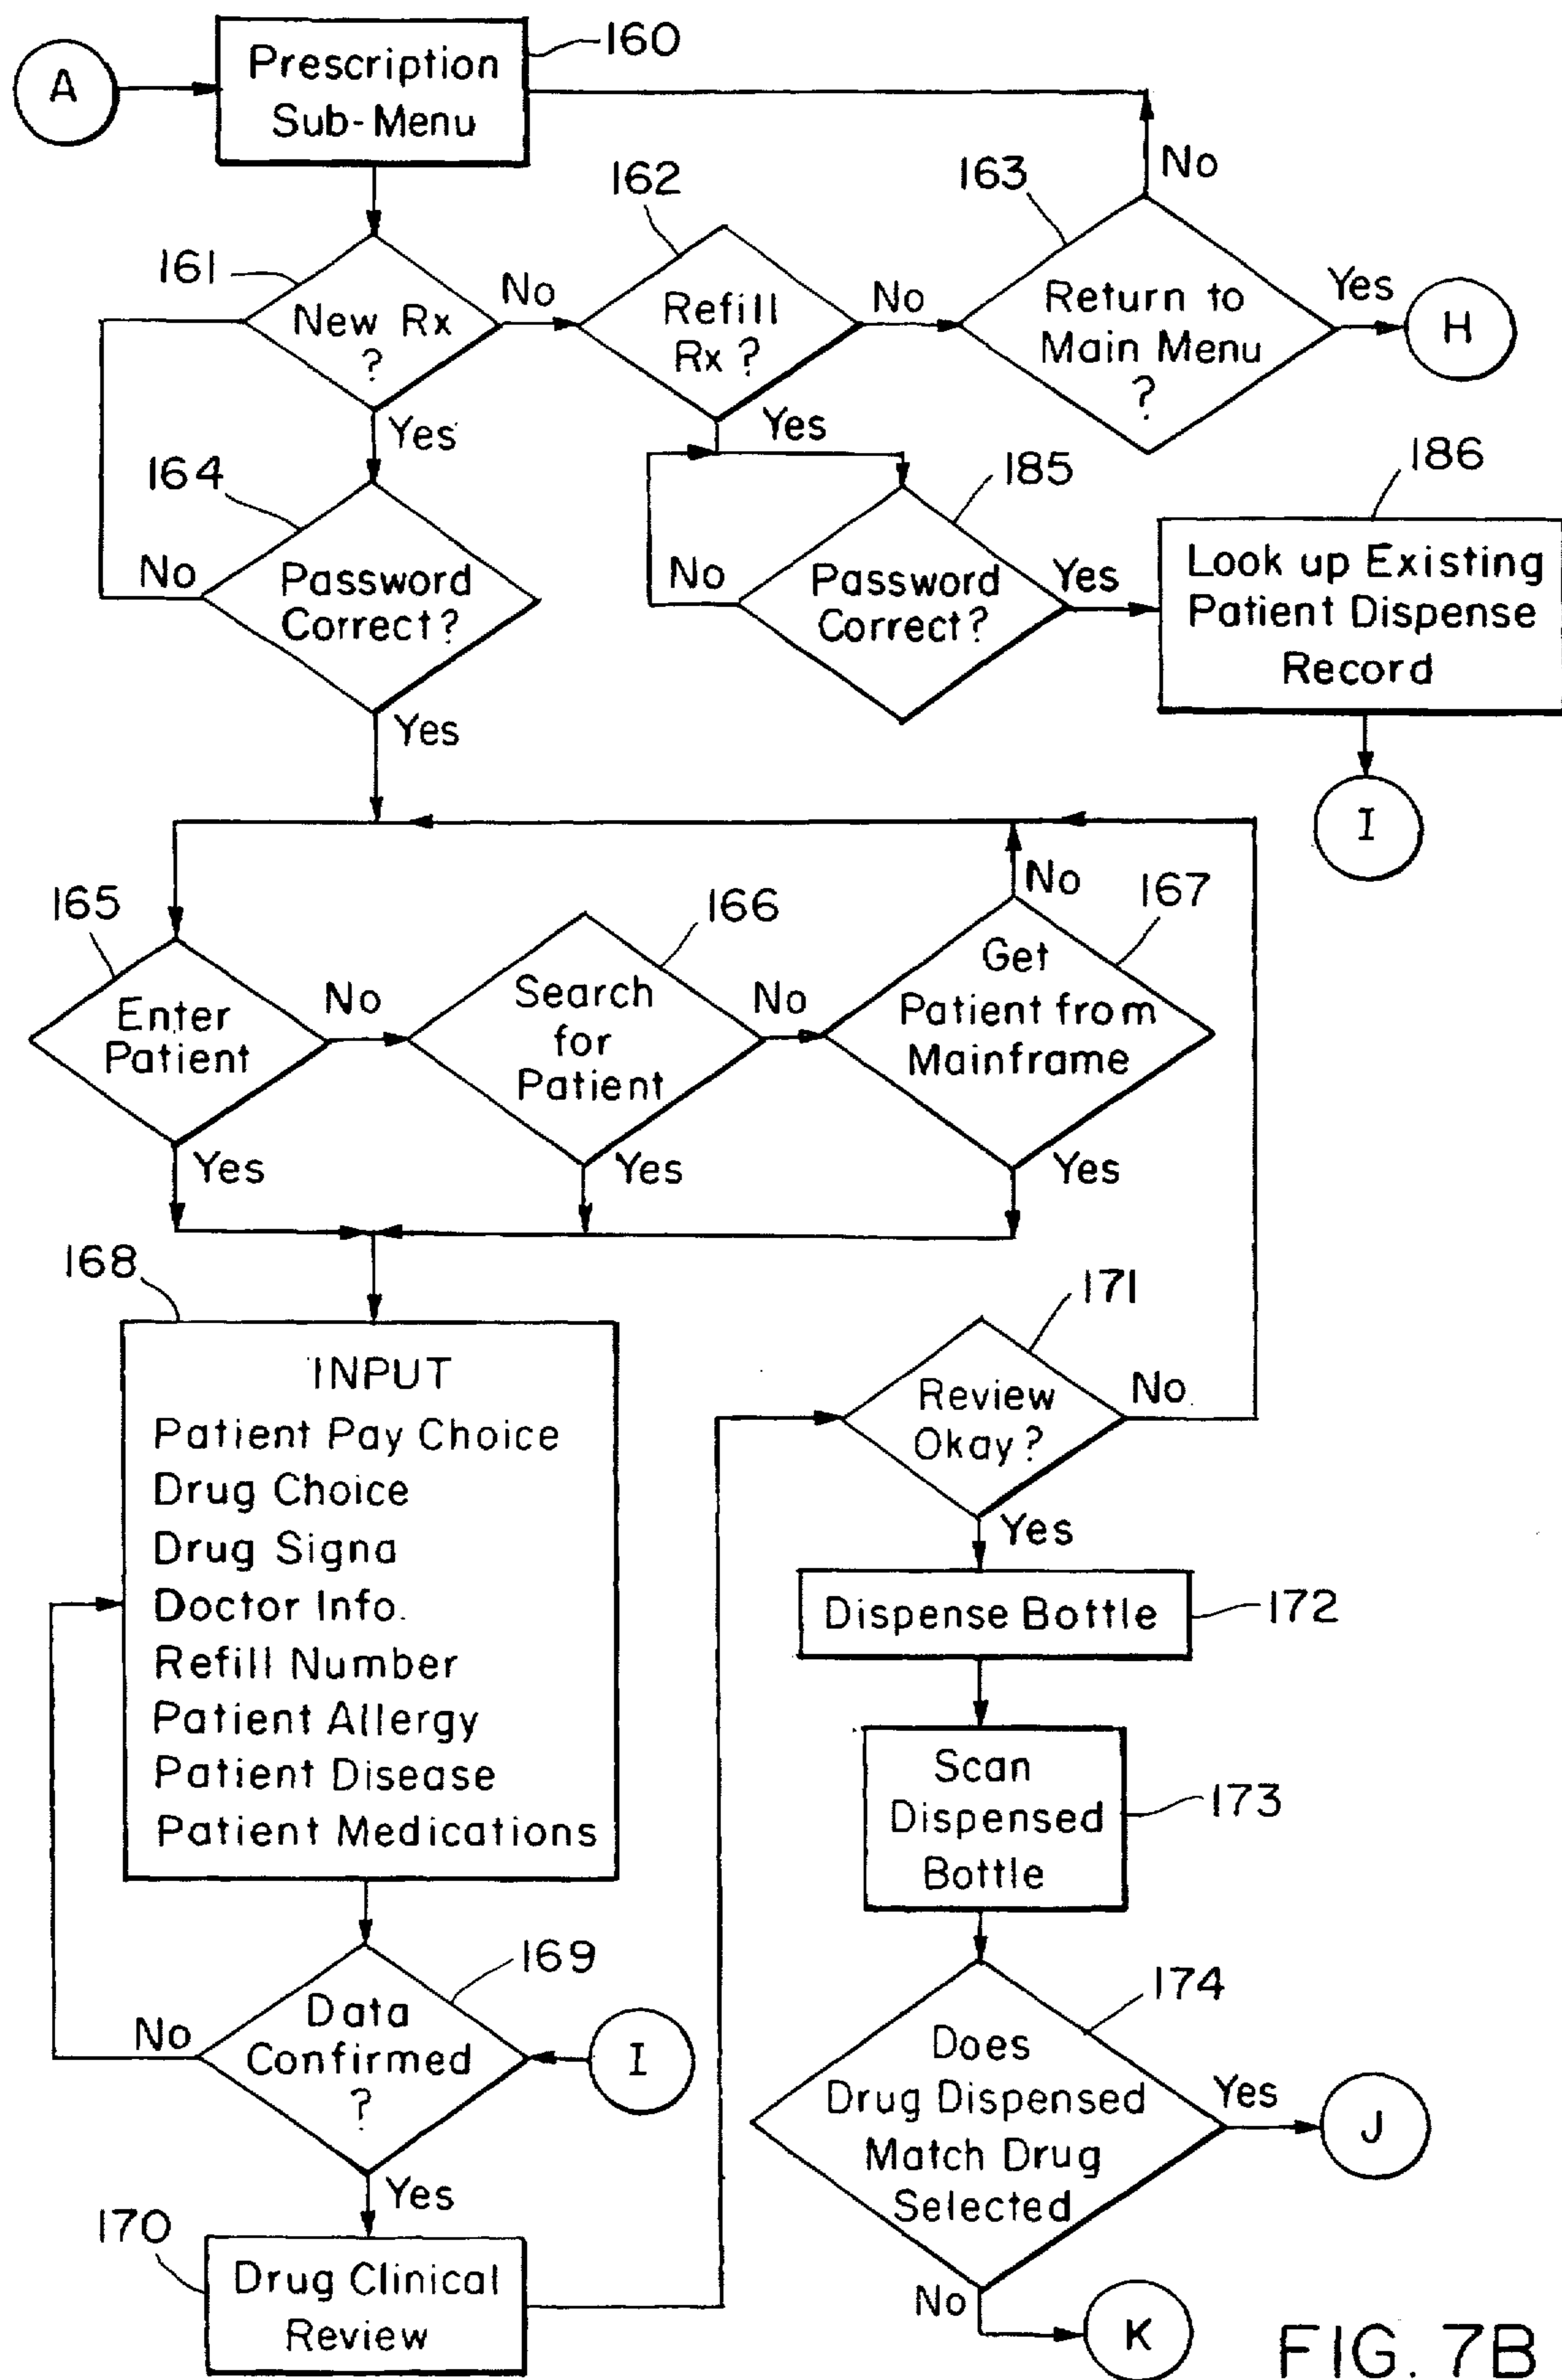 A
Prescription
Sub-Menu
160
No
161
New Rx
?
No
162
Refill
Rx ?
No
163
Return to
Main Menu
?
Yes
H
Yes
Yes
164
No
Password
Correct?
185
No
Password
Correct?
Yes
186
Look up Existing
Patient Dispense
Record
Yes
I
165
Enter
Patient
No
166
Search
for
Patient
No
No
167
Get
Patient from
Mainframe
Yes
Yes
Yes
168
INPUT
Patient Pay Choice
Drug Choice
Drug Signa
Doctor Info.
Refill Number
Patient Allergy
Patient Disease
Patient Medications
171
Review
Okay?
No
Yes
Dispense Bottle
172
Scan
Dispensed
Bottle
173
169
Data
Confirmed
?
No
I
Yes
170
Drug Clinical
Review
174
Does
Drug Dispensed
Match Drug
Selected
Yes
J
No
K
FIG. 7B